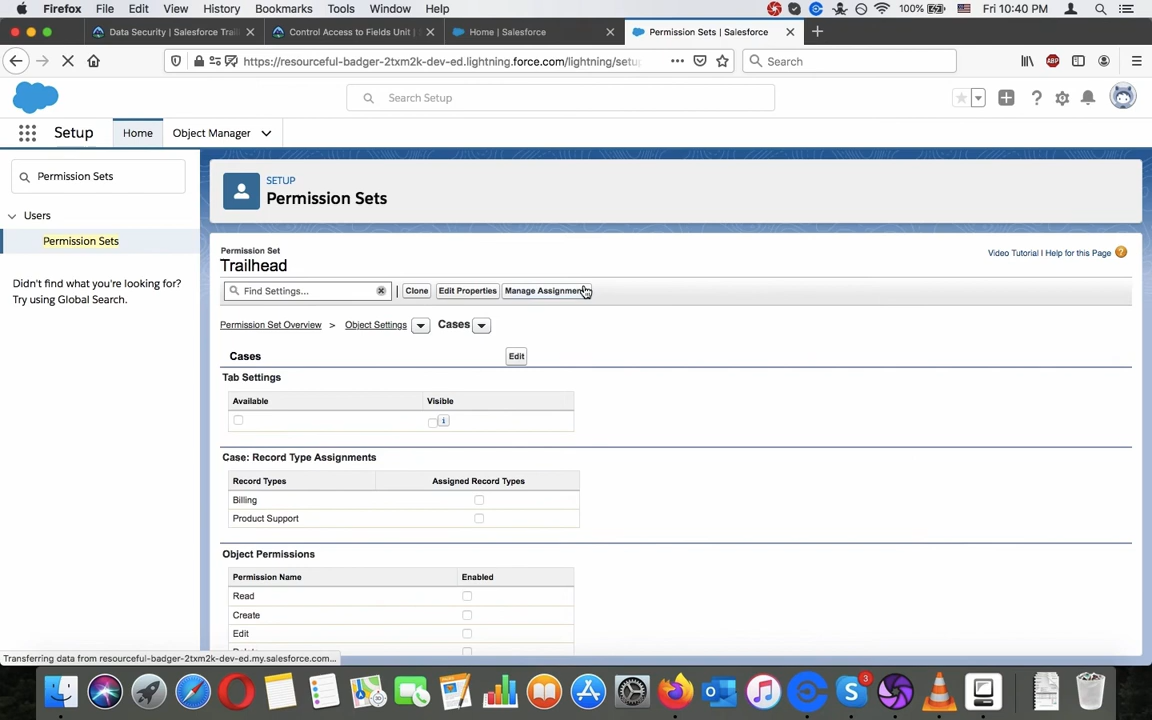 Firefox File Edit View History Bookmarks Tools Window Help 100% Fri 10:40 PM
Data Security | Salesforce Trail Control Access to Fields Unit | Home | Salesforce Permission Sets | Salesforce
https://resourceful-badger-2txm2k-dev-ed.lightning.force.com/lightning/setup Search
Search Setup
Setup Home Object Manager
Permission Sets
Users
Permission Sets
Didn't find what you're looking for?
Try using Global Search.
SETUP
Permission Sets
Permission Set
Trailhead
Video Tutorial | Help for this Page
Find Settings... | Clone Edit Properties Manage Assignments
Permission Set Overview > Object Settings Cases
Cases Edit
Tab Settings
Available Visible
i
Case: Record Type Assignments
Record Types Assigned Record Types
Billing
Product Support
Object Permissions
Permission Name Enabled
Read
Create
Edit
Transferring data from resourceful-badger-2txm2k-dev-ed.my.salesforce.com...
3